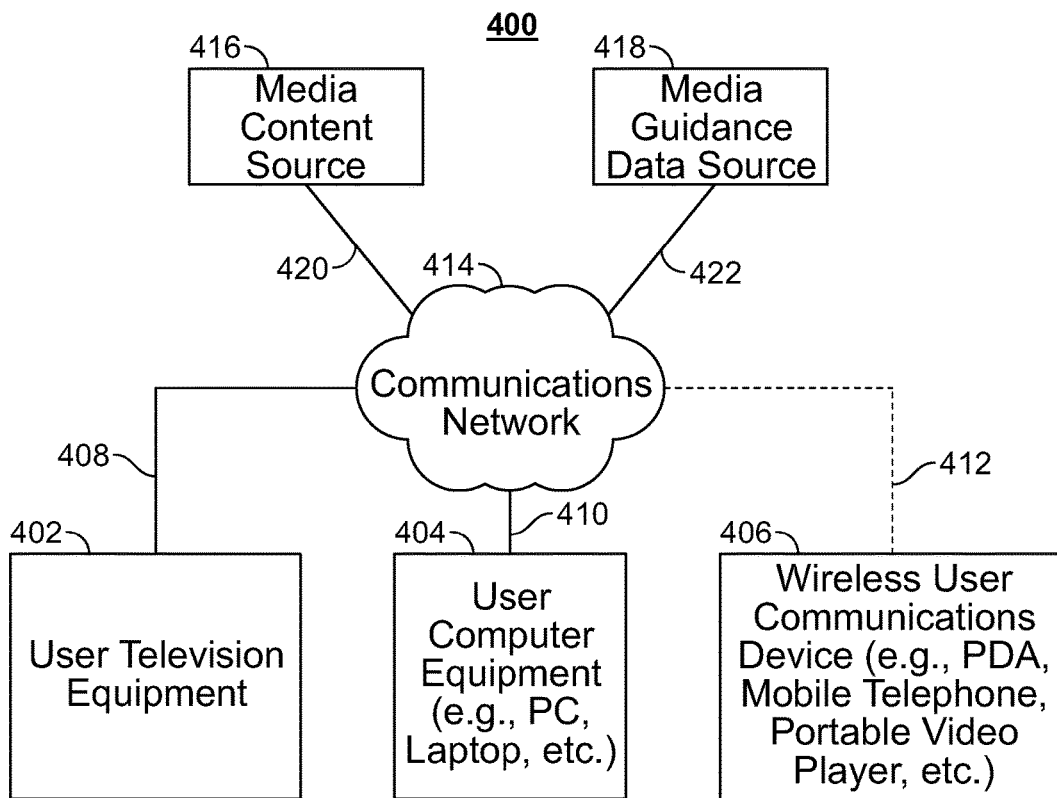 400
416
Media
Content
Source
418
Media
Guidance
Data Source
420
414
422
Communications
Network
408
412
402
404
410
406
User Television
Equipment
User
Computer
Equipment
(e.g., PC,
Laptop, etc.)
Wireless User
Communications
Device (e.g., PDA,
Mobile Telephone,
Portable Video
Player, etc.)